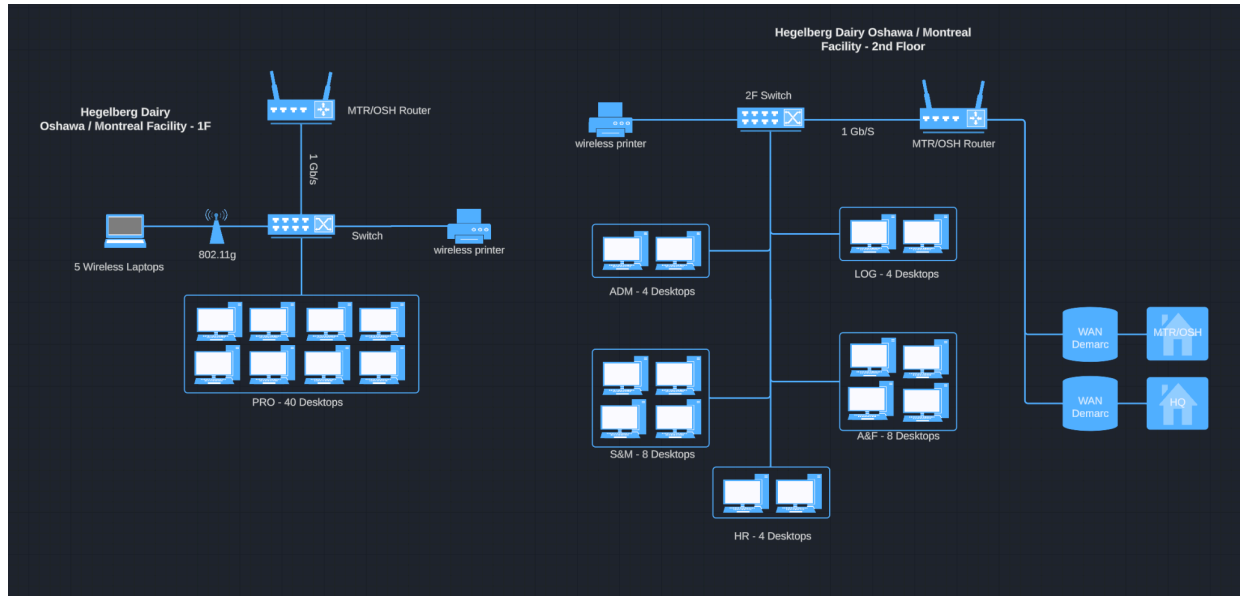 Hegelberg Dairy
Oshawa / Montreal Facility - 1F
MTR/OSH Router
1 Gb/s
5 Wireless Laptops
802.11g
Switch
wireless printer
PRO - 40 Desktops
Hegelberg Dairy Oshawa / Montreal
Facility - 2nd Floor
2F Switch
wireless printer
1 Gb/S
MTR/OSH Router
ADM - 4 Desktops
LOG - 4 Desktops
S&M - 8 Desktops
A&F - 8 Desktops
HR - 4 Desktops
WAN
Demarc
MTR/OSH
WAN
Demarc
HQ